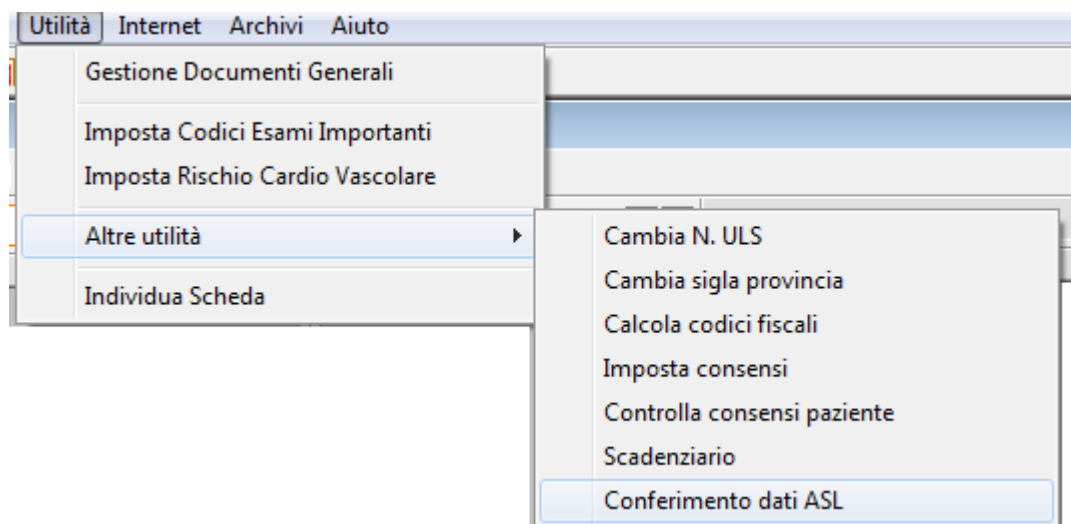 Utilità Internet Archivi Aiuto
Gestione Documenti Generali
Imposta Codici Esami Importanti
Imposta Rischio Cardio Vascolare
Altre utilità
Individua Scheda
Cambia N. ULS
Cambia sigla provincia
Calcola codici fiscali
Imposta consensi
Controlla consensi paziente
Scadenziario
Conferimento dati ASL